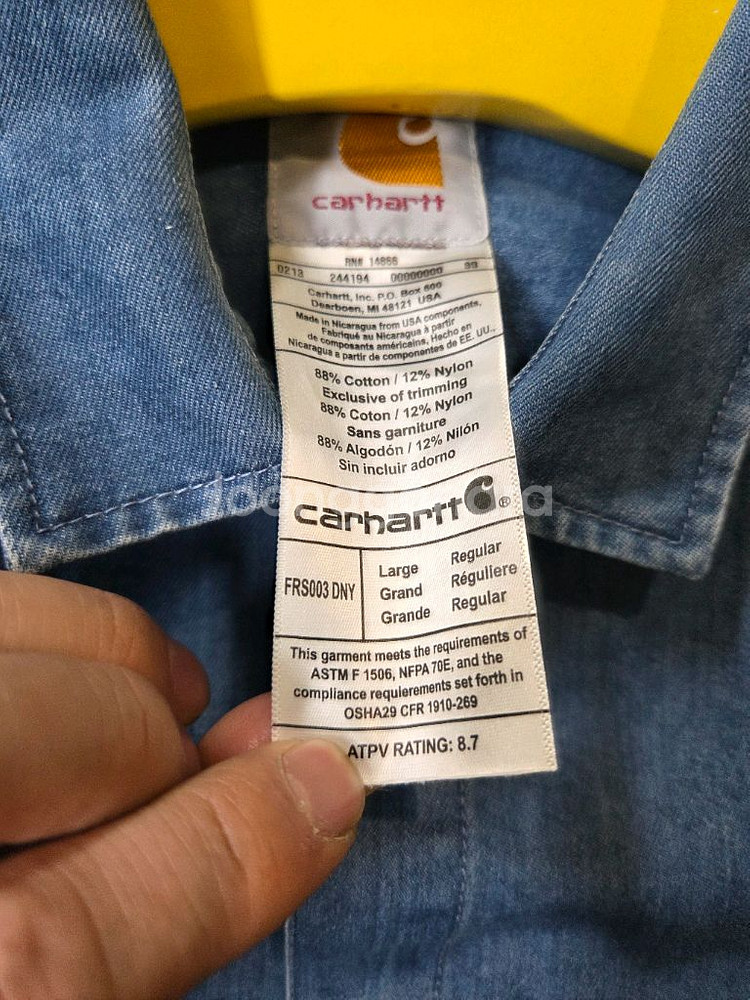 carhartt
RN# 14866
0213 244194 00000000 99
Carhartt, Inc. P.O. Box 600
Dearboen, MI 48121 USA
Made in Nicaragua from USA components,
Fabriqué au Nicaragua à partir
de composants américains, Hecho en
Nicaragua a partir de componentes de EE. UU.,
88% Cotton / 12% Nylon
Exclusive of trimming
88% Coton / 12% Nylon
Sans garniture
88% Algodón / 12% Nilón
Sin incluir adorno
carhartt ®
FRS003 DNY
Large Regular
Grand Réguliere
Grande Regular
This garment meets the requirements of
ASTM F 1506, NFPA 70E, and the
compliance requierements set forth in
OSHA29 CFR 1910-269
ATPV RATING: 8.7